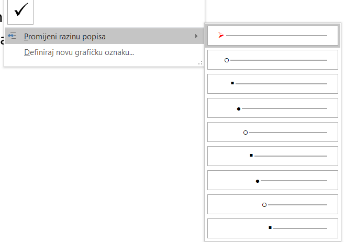 Promijeni razinu popisa
Definiraj novu grafičku oznaku...